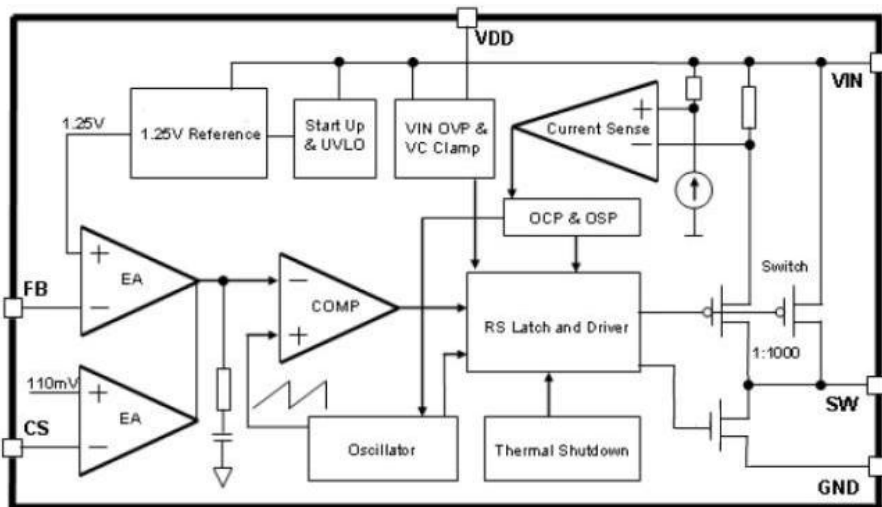 VDD
VIN
1.25V
1.25V Reference
Start Up
& UVLO
VIN OVP &
VC Clamp
+
Current Sense
−
OCP & OSP
+
EA
−
FB
−
COMP
+
RS Latch and Driver
Switch
1:1000
110mV
+
EA
−
CS
Oscillator
Thermal Shutdown
SW
GND